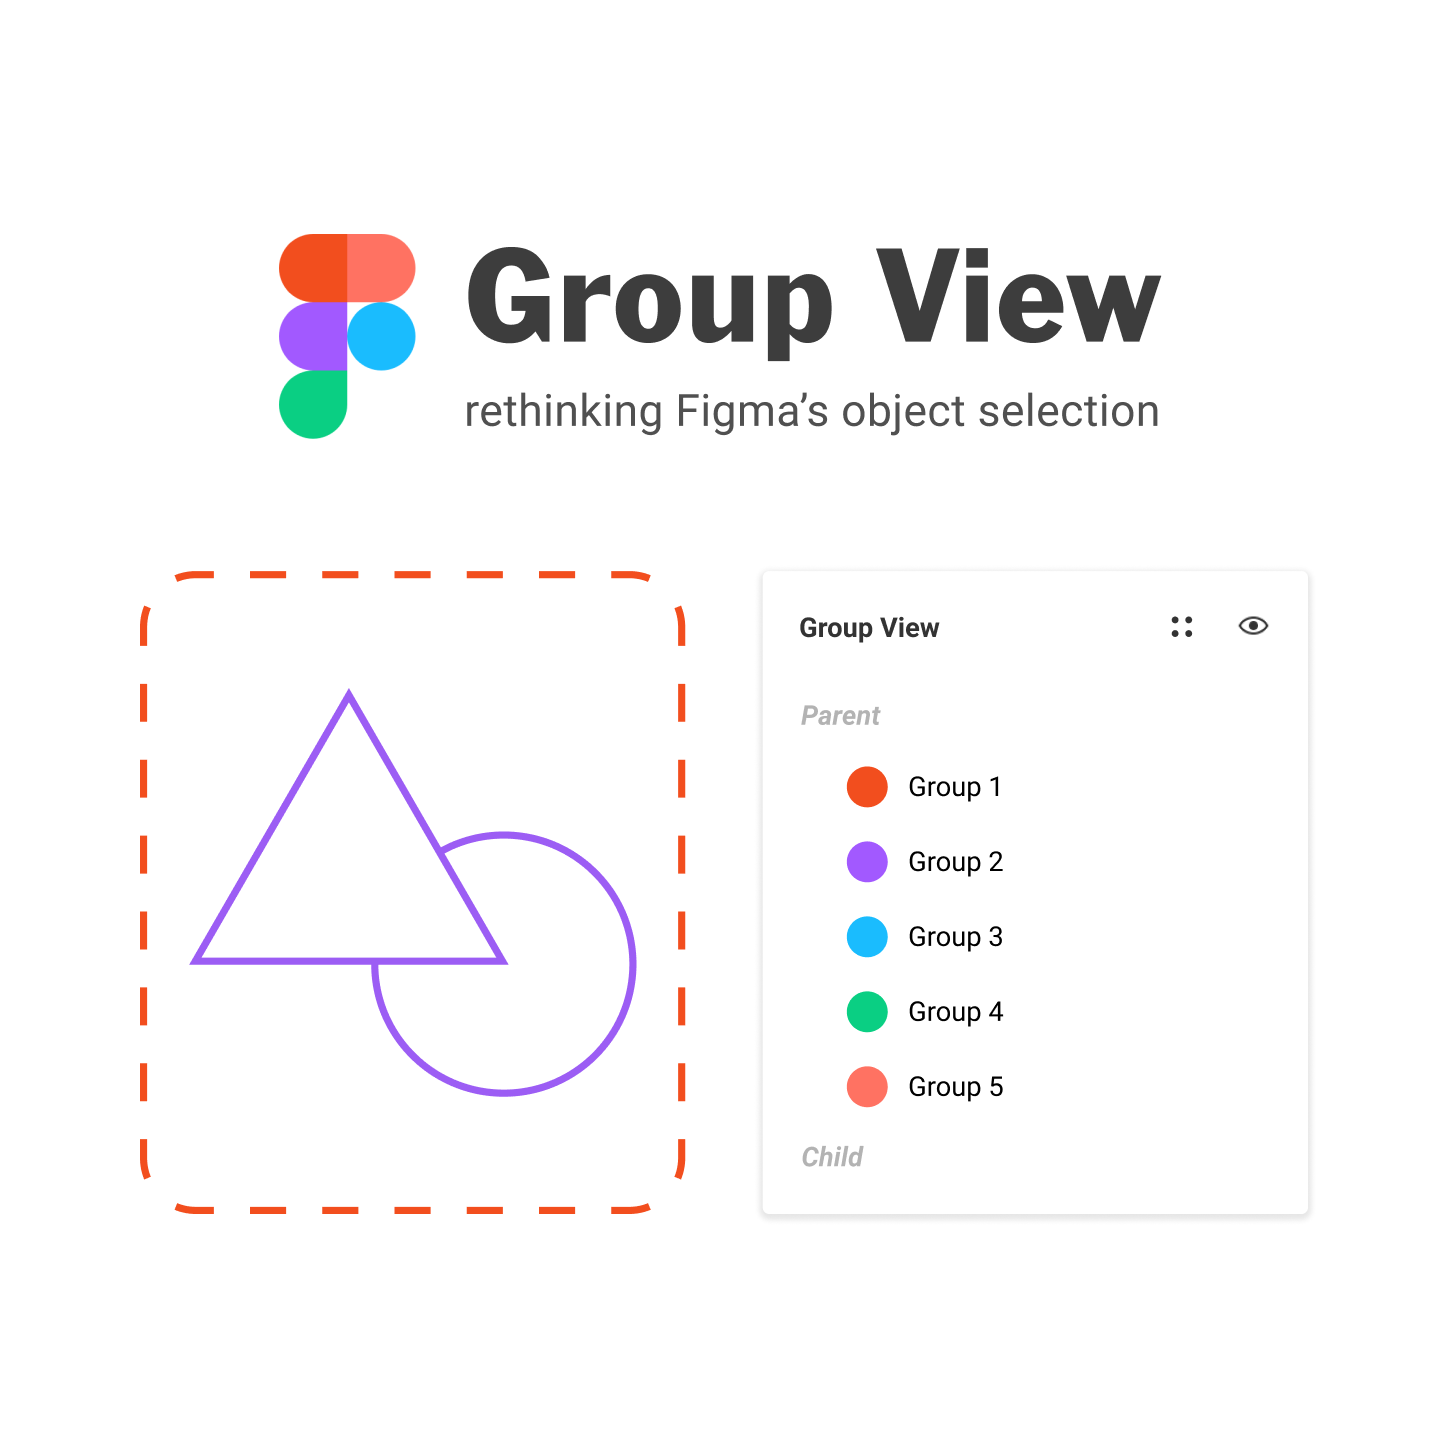 Group View
rethinking Figma’s object selection
Group View
Parent
Group 1
Group 2
Group 3
Group 4
Group 5
Child